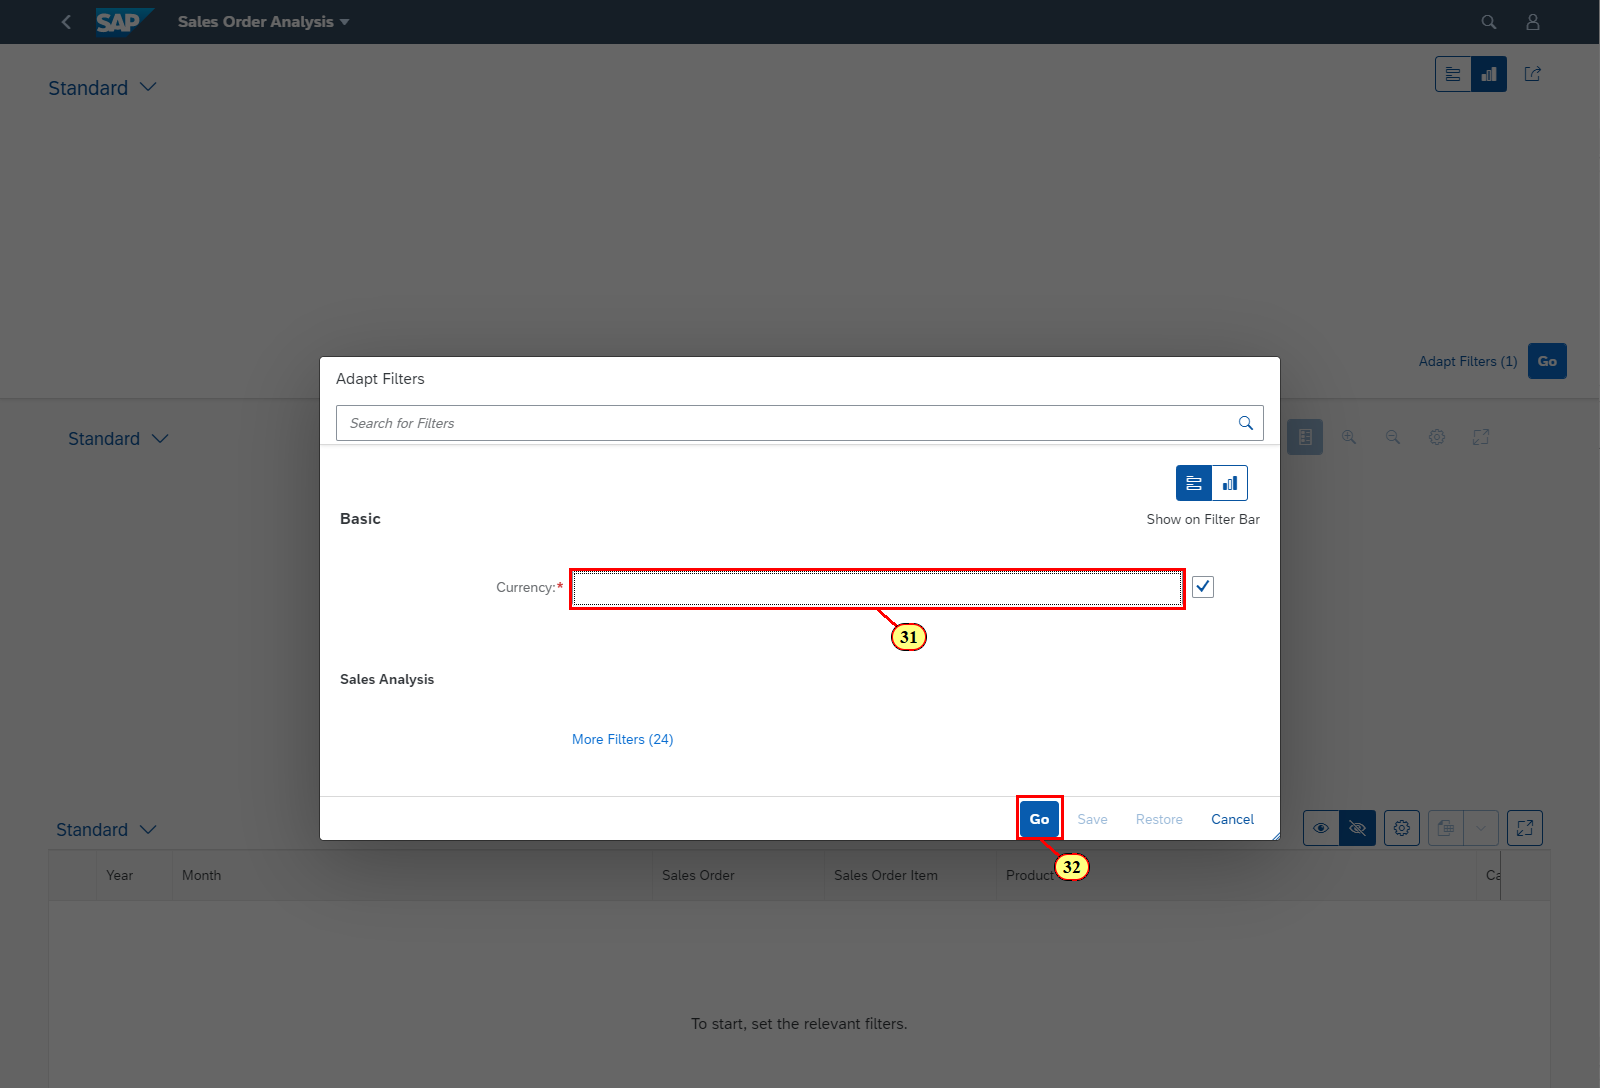 SAP Sales Order Analysis
Standard
Adapt Filters (1) Go
Standard
Adapt Filters
Search for Filters
Basic
Show on Filter Bar
Currency:*
31
Sales Analysis
More Filters (24)
Go Save Restore Cancel
32
Standard
Year Month Sales Order Sales Order Item Product Ca
To start, set the relevant filters.